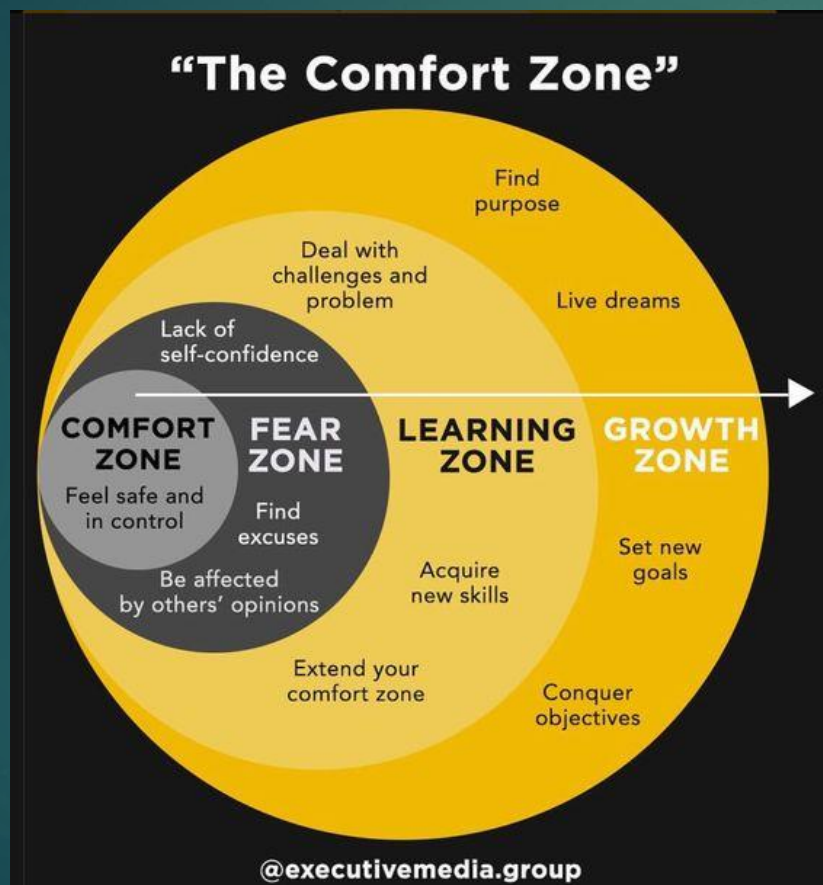 “The Comfort Zone”
Find
purpose
Deal with
challenges and
problem
Live dreams
Lack of
self-confidence
COMFORT
ZONE
Feel safe and
in control
FEAR
ZONE
Find
excuses
Be affected
by others’ opinions
LEARNING
ZONE
Acquire
new skills
Extend your
comfort zone
GROWTH
ZONE
Set new
goals
Conquer
objectives
@executivemedia.group